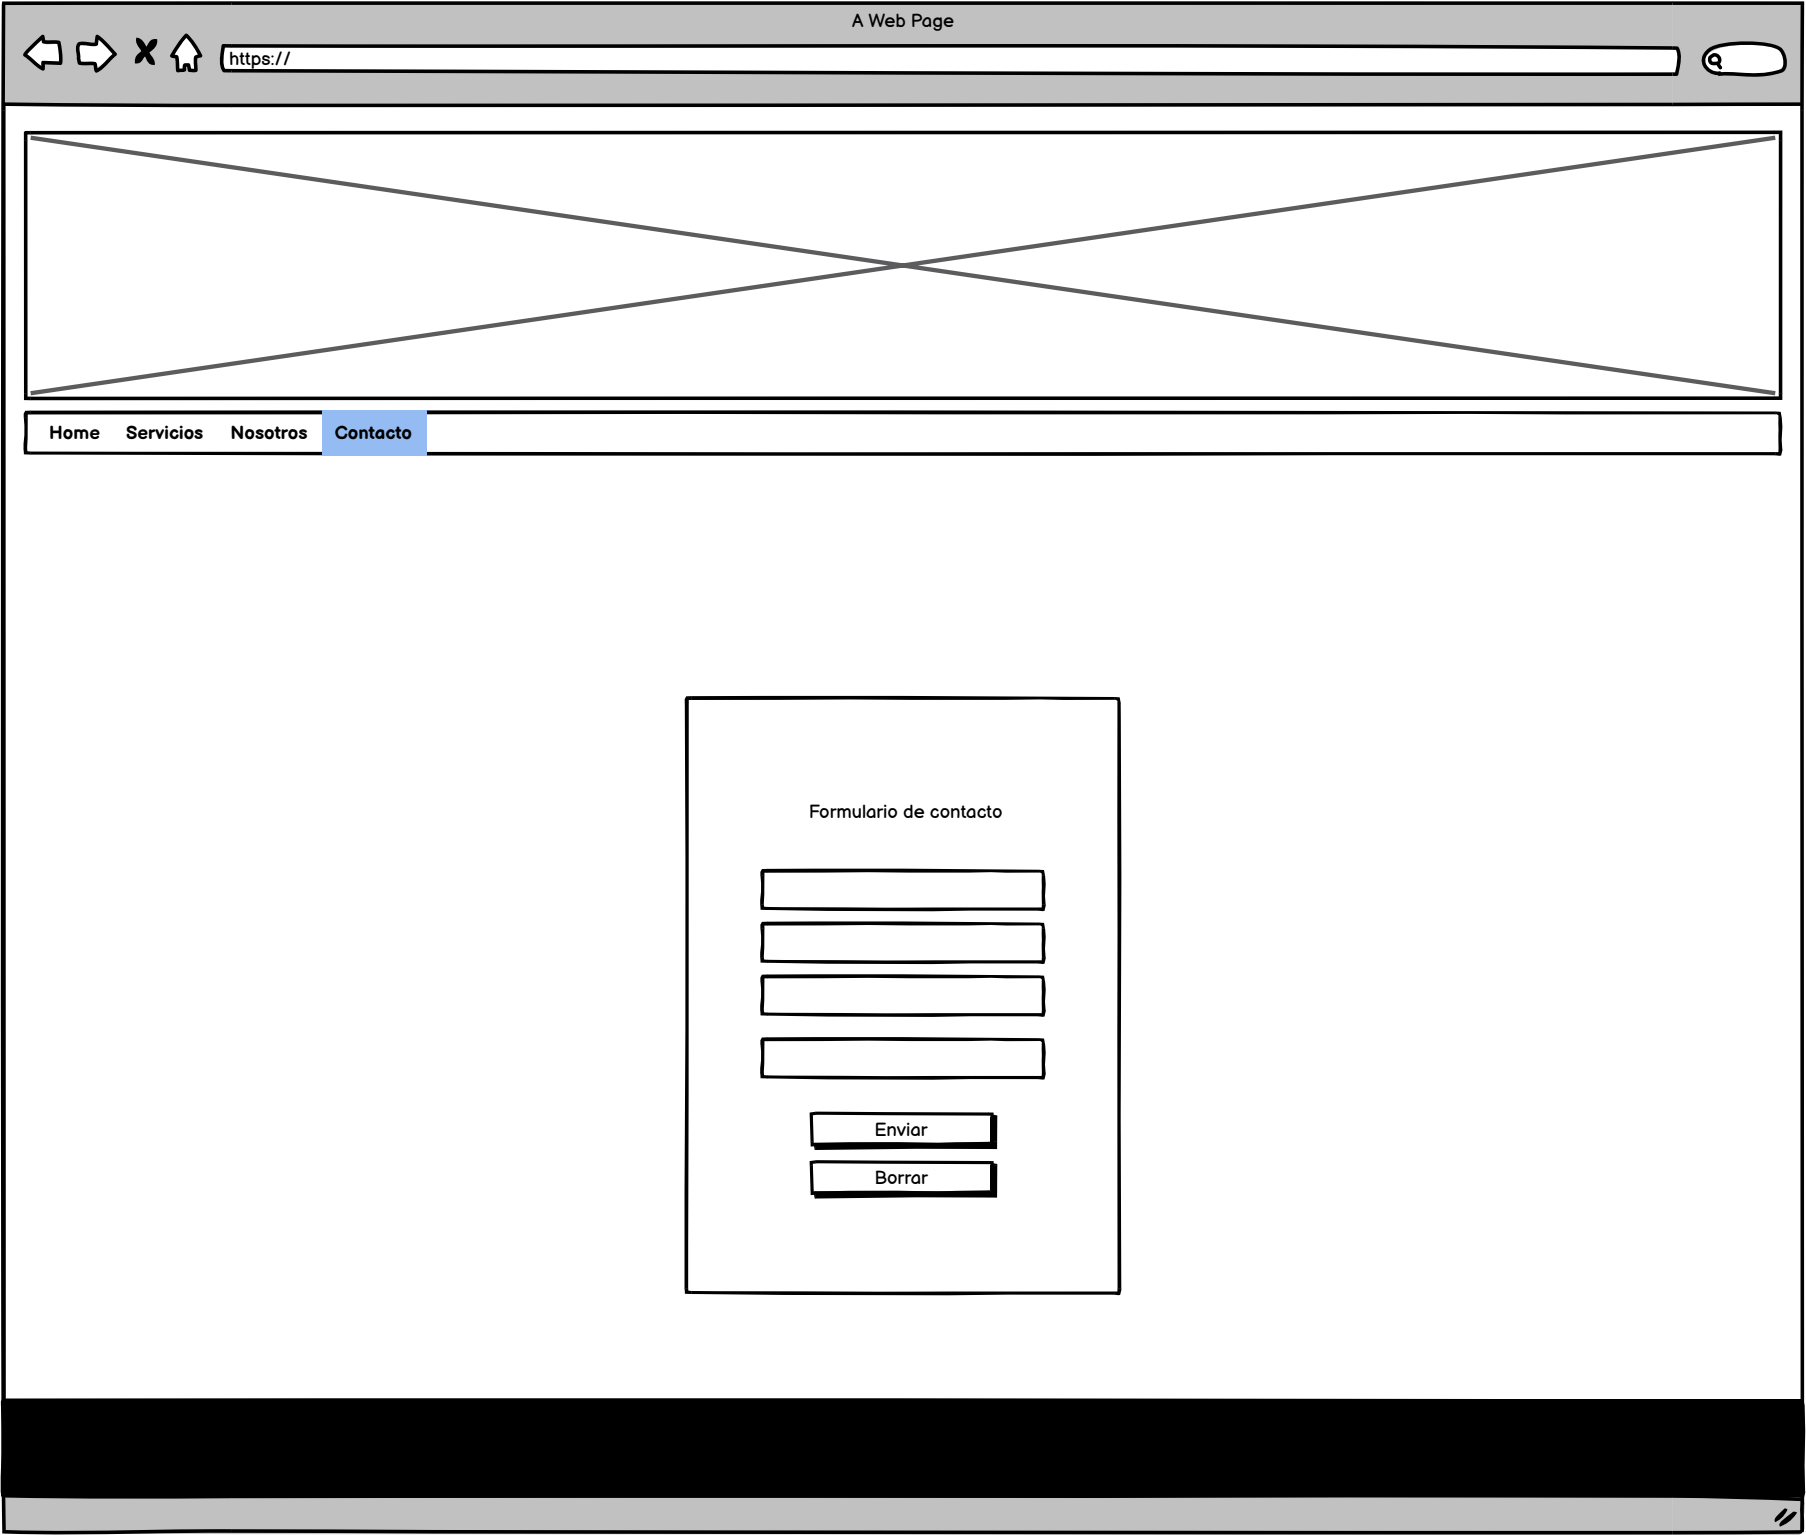 A Web Page
https://
Home Servicios Nosotros Contacto
Formulario de contacto
Enviar
Borrar